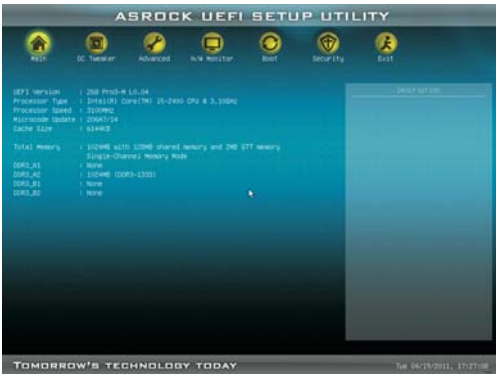 ASROCK UEFI SETUP UTILITY
Main
OC Tweaker
Advanced
H/W Monitor
Boot
Security
Exit
UEFI Version : Z68 Pro3-M L0.04
Processor Type : Intel(R) Core(TM) i5-2400 CPU @ 3.10GHz
Processor Speed : 3100MHz
Microcode Update : 206A7/14
Cache Size : 6144KB
Total Memory : 1024MB with 128MB shared memory and 2MB GTT memory
Single-Channel Memory Mode
DDR3_A1 : None
DDR3_A2 : 1024MB (DDR3-1333)
DDR3_B1 : None
DDR3_B2 : None
Description
TOMORROW'S TECHNOLOGY TODAY
Tue 04/19/2011, 17:27:08